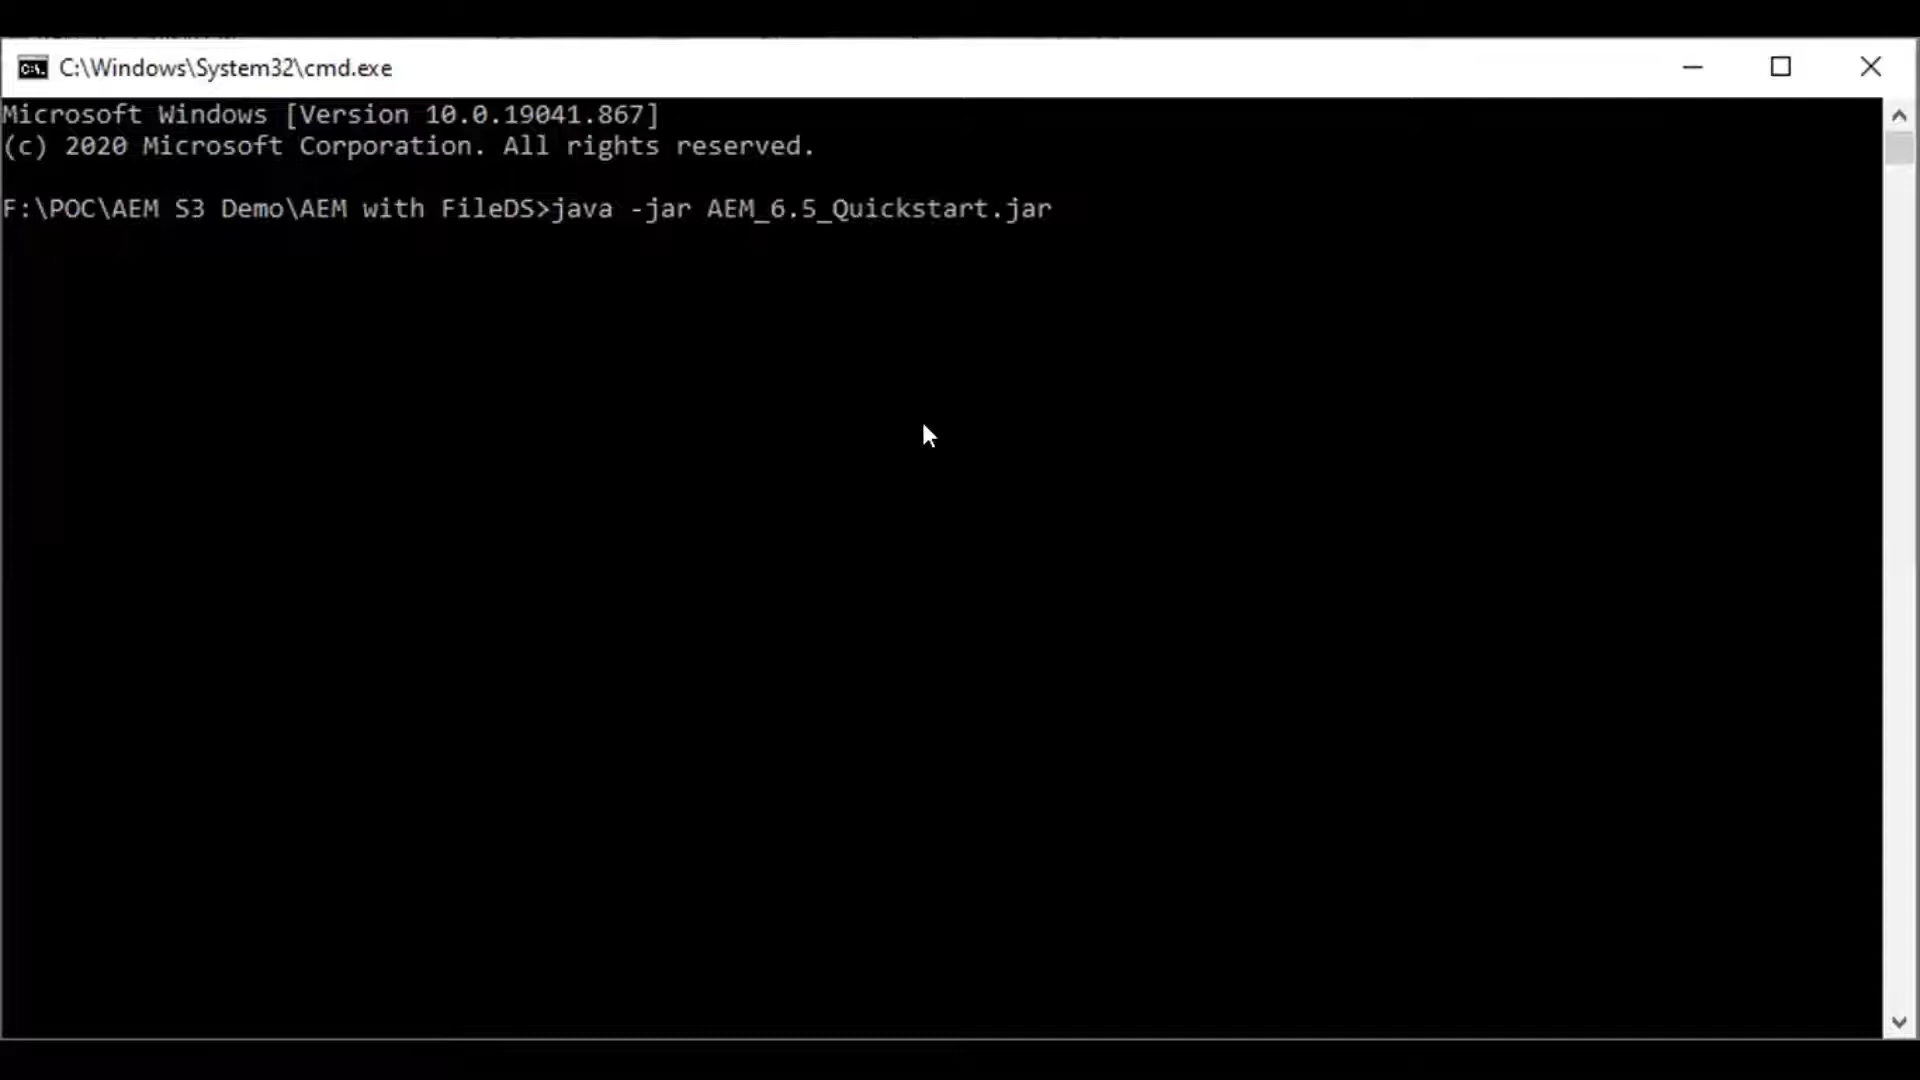 C:\Windows\System32\cmd.exe
Microsoft Windows [Version 10.0.19041.867]
(c) 2020 Microsoft Corporation. All rights reserved.
F:\POC\AEM S3 Demo\AEM with FileDS>java -jar AEM_6.5_Quickstart.jar